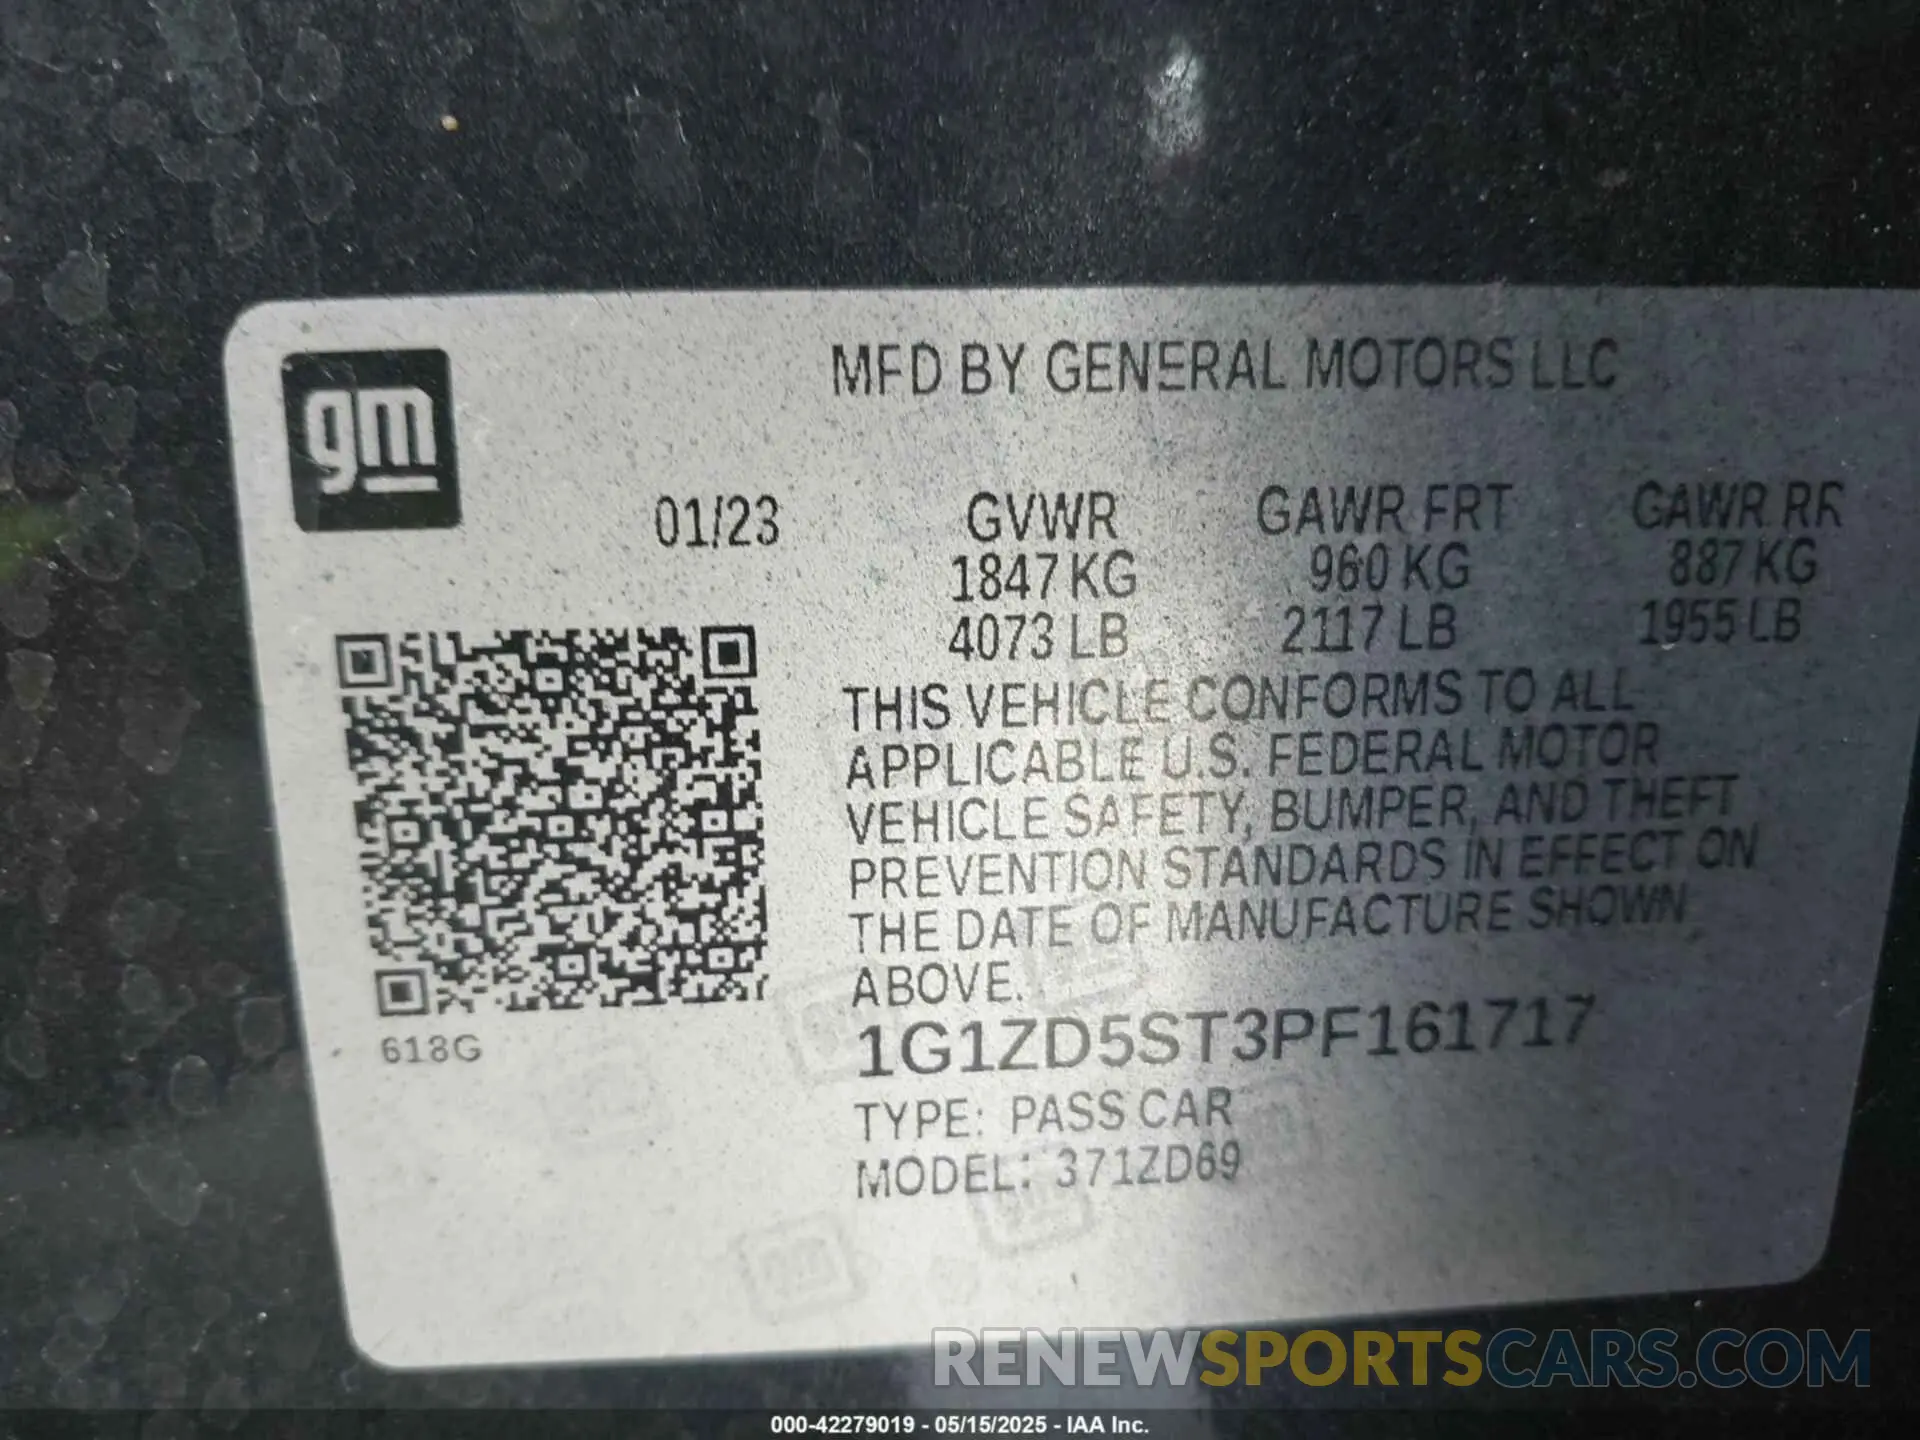 MFD BY GENERAL MOTORS LLC
gm
01/23 GVWR GAWR FRT GAWR RR
1847 KG 960 KG 887 KG
4073 LB 2117 LB 1955 LB
THIS VEHICLE CONFORMS TO ALL
APPLICABLE U.S. FEDERAL MOTOR
VEHICLE SAFETY, BUMPER, AND THEFT
PREVENTION STANDARDS IN EFFECT ON
THE DATE OF MANUFACTURE SHOWN
ABOVE.
618G
1G1ZD5ST3PF161717
TYPE: PASS CAR
MODEL: 371ZD69
RENEWSPORTSCARS.COM
000-42279019 - 05/15/2025 - IAA Inc.